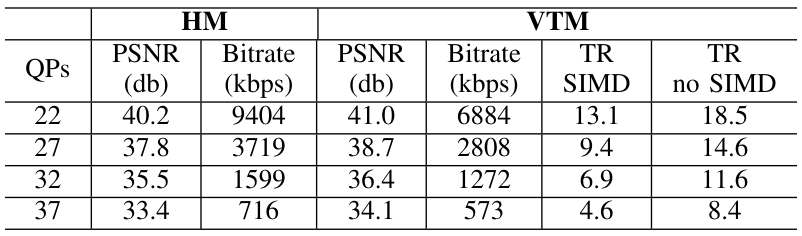 HM VTM
QPs PSNR (db) Bitrate (kbps) PSNR (db) Bitrate (kbps) TR SIMD TR no SIMD
22 40.2 9404 41.0 6884 13.1 18.5
27 37.8 3719 38.7 2808 9.4 14.6
32 35.5 1599 36.4 1272 6.9 11.6
37 33.4 716 34.1 573 4.6 8.4